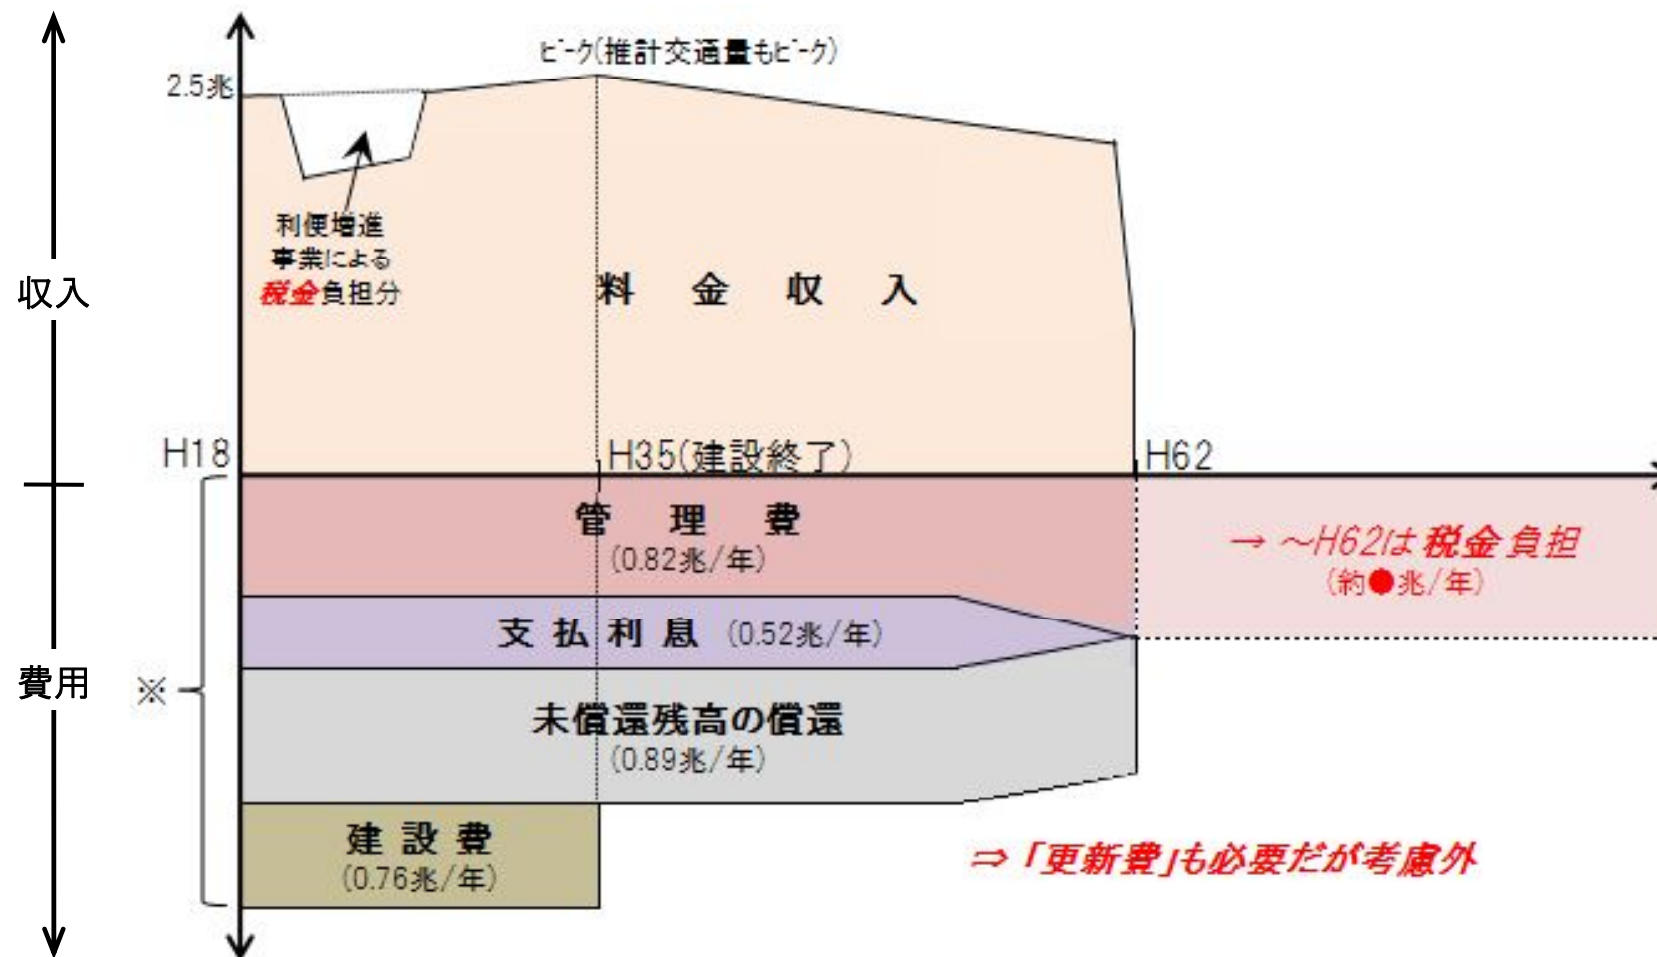 ピーク(推計交通量もピーク)
2.5兆
利便増進
事業による
税金負担分
収入
料金収入
H18
H35(建設終了)
H62
管理費
(0.82兆/年)
→ ~H62は税金負担
(約●兆/年)
支払利息 (0.52兆/年)
費用
※
未償還残高の償還
(0.89兆/年)
建設費
(0.76兆/年)
⇒「更新費」も必要だが考慮外